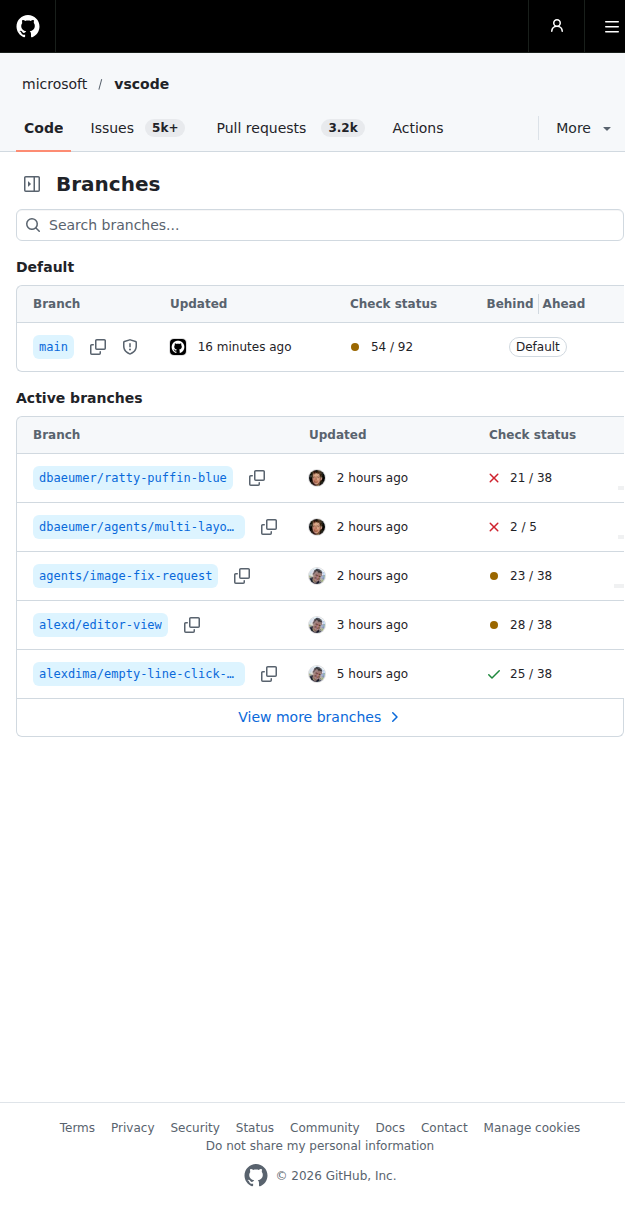 microsoft / vscode
Code Issues 5k+ Pull requests 3.2k Actions More
Branches
Search branches...
Default
Branch Updated Check status Behind Ahead
main 16 minutes ago 54 / 92 Default
Active branches
Branch Updated Check status
dbaeumer/ratty-puffin-blue 2 hours ago 21 / 38
dbaeumer/agents/multi-layo… 2 hours ago 2 / 5
agents/image-fix-request 2 hours ago 23 / 38
alexd/editor-view 3 hours ago 28 / 38
alexdima/empty-line-click-… 5 hours ago 25 / 38
View more branches
Terms Privacy Security Status Community Docs Contact Manage cookies
Do not share my personal information
© 2026 GitHub, Inc.